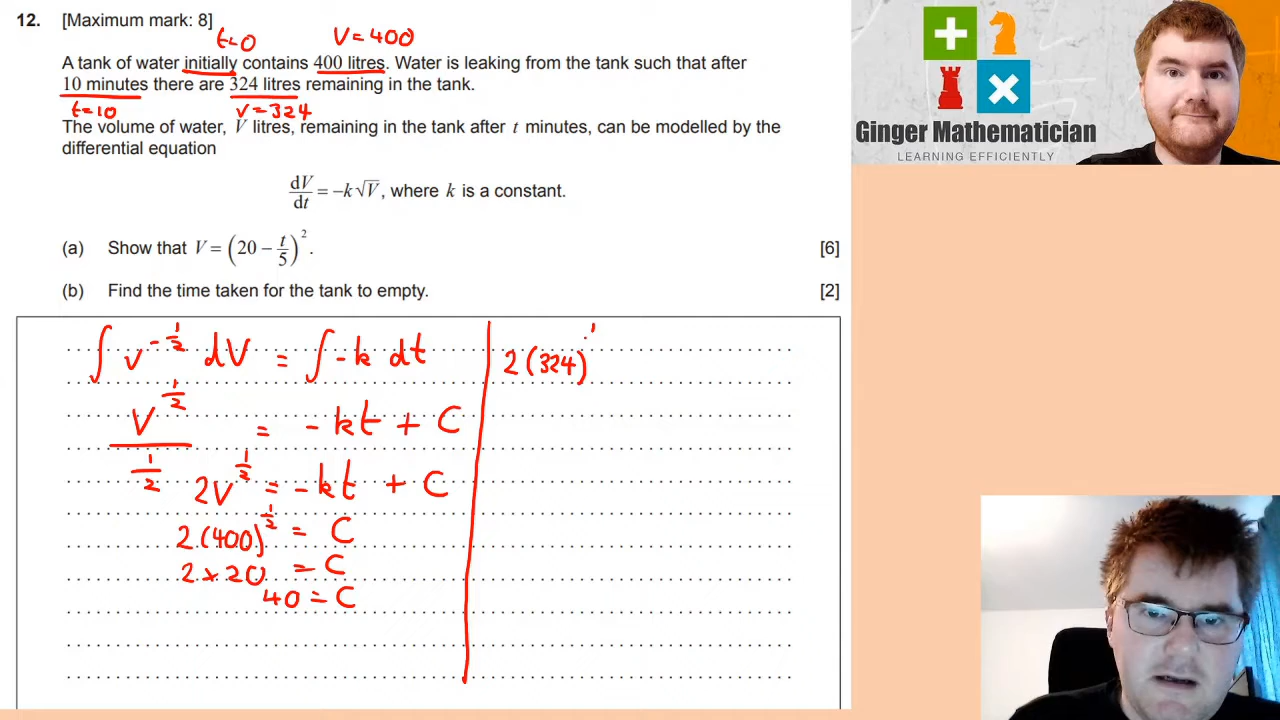 12. [Maximum mark: 8]
t=0 V=400
A tank of water initially contains 400 litres. Water is leaking from the tank such that after
10 minutes there are 324 litres remaining in the tank.
t=10 V=324
The volume of water, V litres, remaining in the tank after t minutes, can be modelled by the
differential equation
dV/dt = −k√V, where k is a constant.
(a) Show that V = (20 − t/5)². [6]
(b) Find the time taken for the tank to empty. [2]
∫ V^(-1/2) dV = ∫ -k dt
V^(1/2) / (1/2) = -kt + C
2V^(1/2) = -kt + C
2(400)^(1/2) = C
2×20 = C
40 = C
2(324)^'
Ginger Mathematician
LEARNING EFFICIENTLY